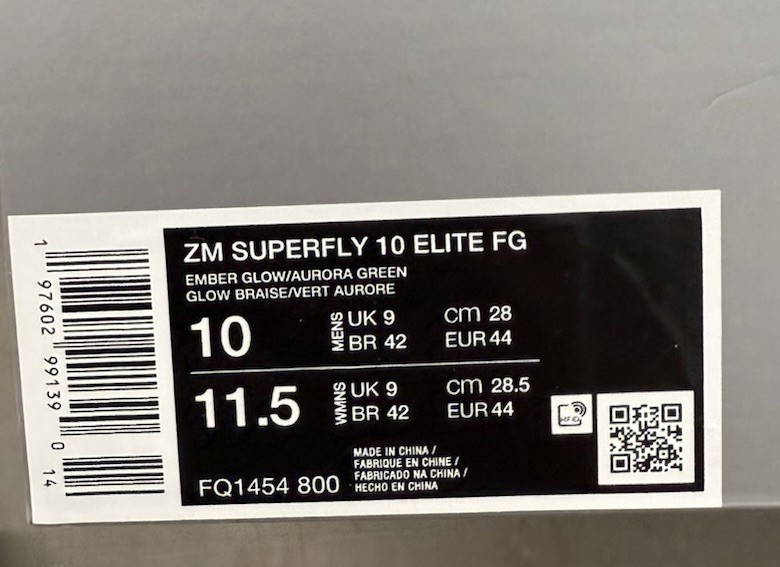 ZM SUPERFLY 10 ELITE FG
EMBER GLOW/AURORA GREEN
GLOW BRAISE/VERT AURORE
10 MENS UK 9 cm 28
BR 42 EUR 44
11.5 WMNS UK 9 cm 28.5
BR 42 EUR 44
FQ1454 800
MADE IN CHINA /
FABRIQUE EN CHINE /
FABRICADO NA CHINA /
HECHO EN CHINA
1 97602 99139 0 14